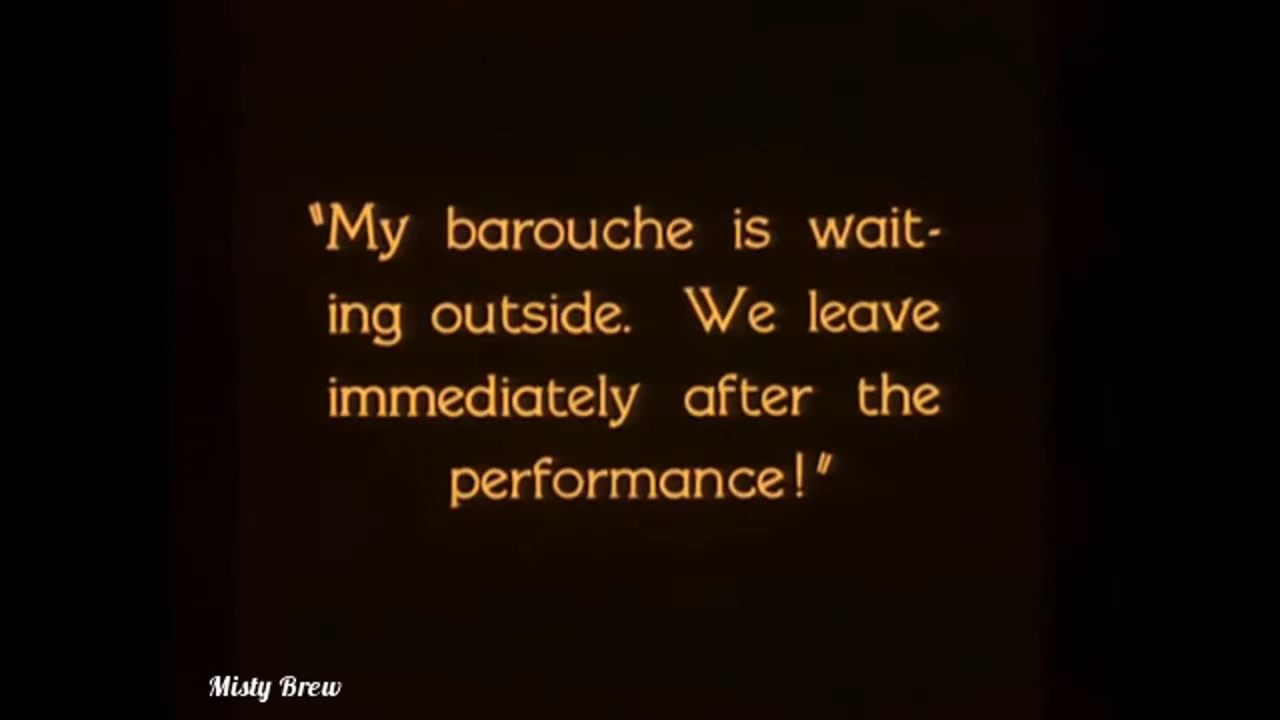 "My barouche is wait-
ing outside. We leave
immediately after the
performance!"
Misty Brew